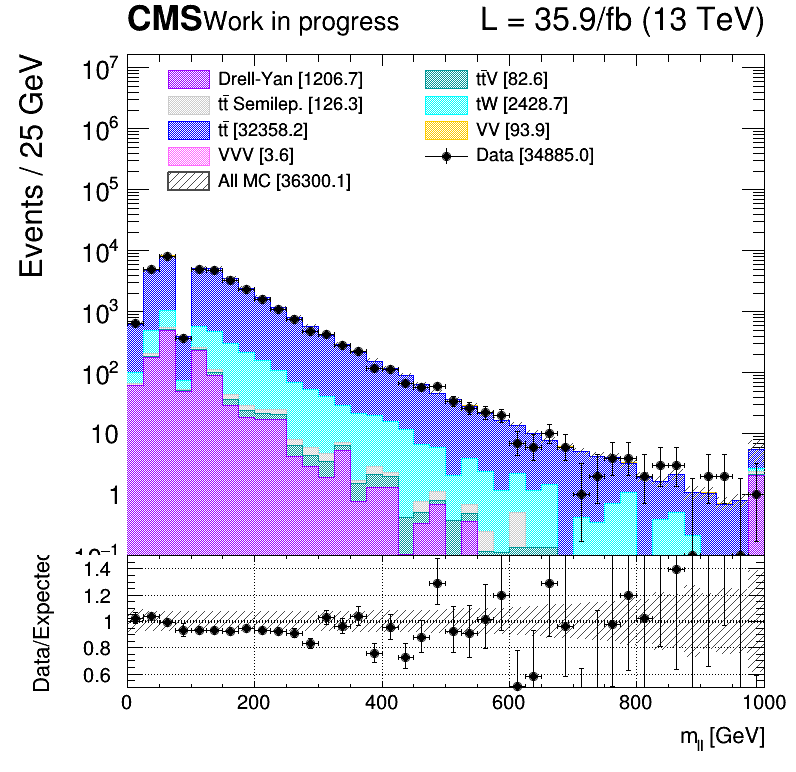 CMS Work in progress L = 35.9/fb (13 TeV)
Events / 25 GeV
10⁷
10⁶
10⁵
10⁴
10³
10²
10
1
10⁻¹
Drell-Yan [1206.7]
tt̄ Semilep. [126.3]
tt̄ [32358.2]
VVV [3.6]
All MC [36300.1]
tt̄V [82.6]
tW [2428.7]
VV [93.9]
Data [34885.0]
Data/Expected
1.4
1.2
1
0.8
0.6
0 200 400 600 800 1000
m_ll [GeV]